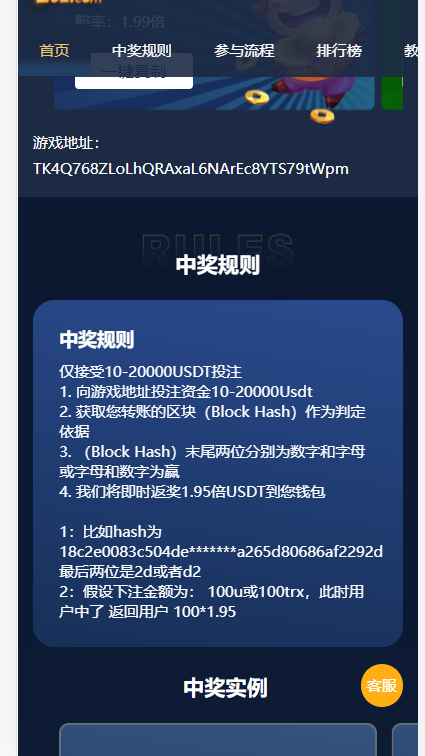 赔率：1.99倍
首页 中奖规则 参与流程 排行榜 教
一键复制
游戏地址：
TK4Q768ZLoLhQRAxaL6NArEc8YTS79tWpm
RULES
中奖规则
中奖规则
仅接受10-20000USDT投注
1. 向游戏地址投注资金10-20000Usdt
2. 获取您转账的区块（Block Hash）作为判定
依据
3. （Block Hash）末尾两位分别为数字和字母
或字母和数字为赢
4. 我们将即时返奖1.95倍USDT到您钱包
1：比如hash为
18c2e0083c504de*******a265d80686af2292d
最后两位是2d或者d2
2：假设下注金额为： 100u或100trx，此时用
户中了 返回用户 100*1.95
中奖实例
客服